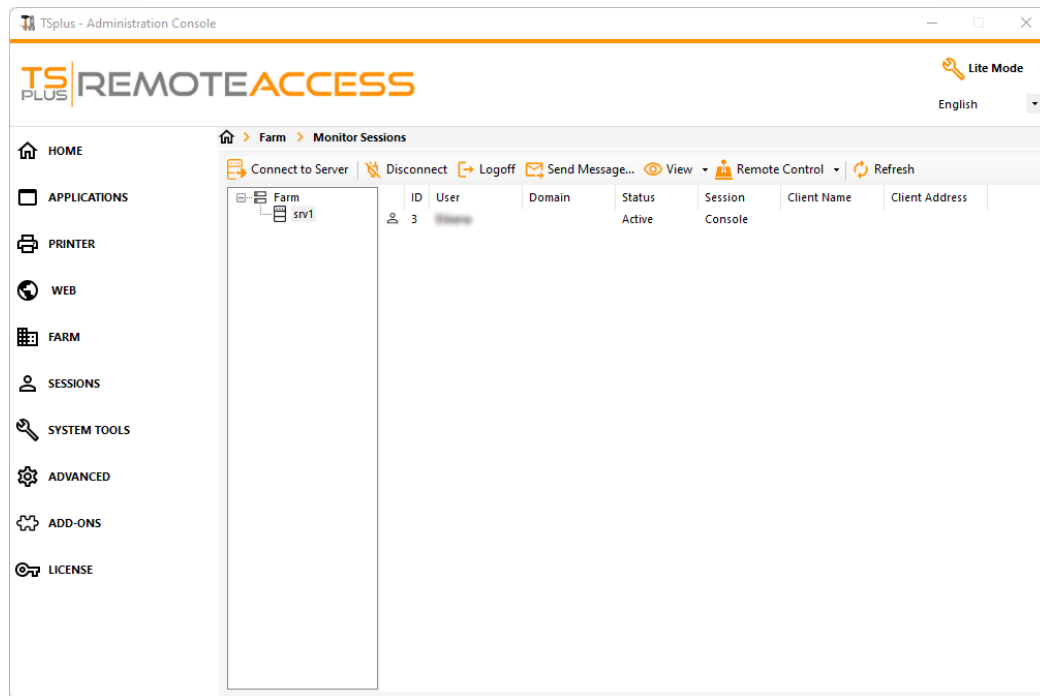 TSplus - Administration Console
TS PLUS REMOTEACCESS
Lite Mode
English
HOME
APPLICATIONS
PRINTER
WEB
FARM
SESSIONS
SYSTEM TOOLS
ADVANCED
ADD-ONS
LICENSE
Farm > Monitor Sessions
Connect to Server Disconnect Logoff Send Message... View Remote Control Refresh
Farm
srv1
ID User Domain Status Session Client Name Client Address
3 Active Console